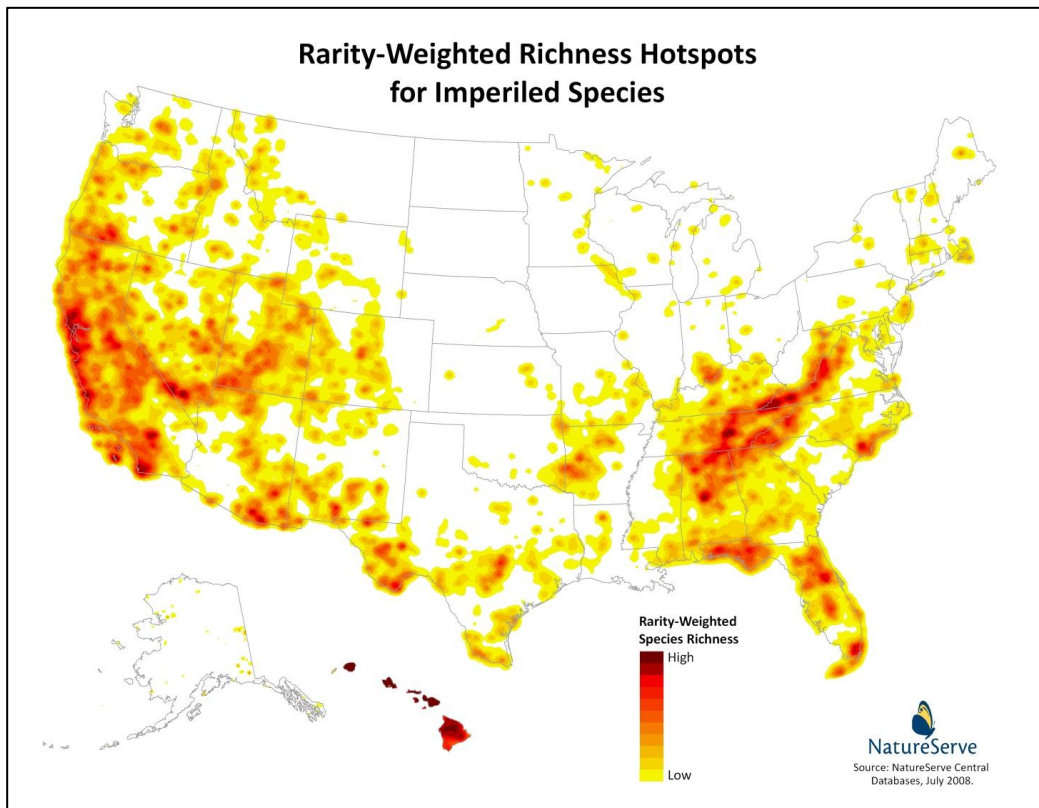 Rarity-Weighted Richness Hotspots
for Imperiled Species
Rarity-Weighted
Species Richness
High
Low
NatureServe
Source: NatureServe Central
Databases, July 2008.